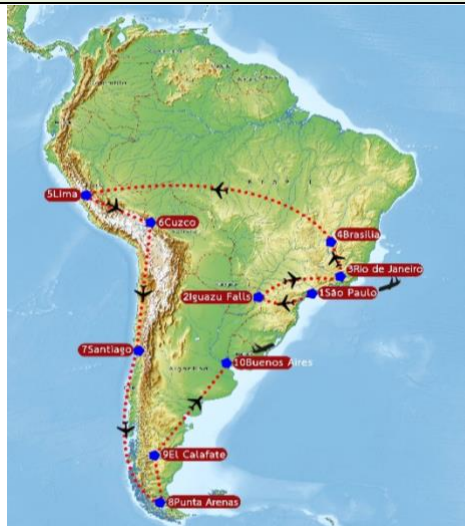 5Lima
6Cuzco
4Brasilia
3Rio de Janeiro
2Iguazu Falls
1São Paulo
7Santiago
10Buenos Aires
9El Calafate
8Punta Arenas